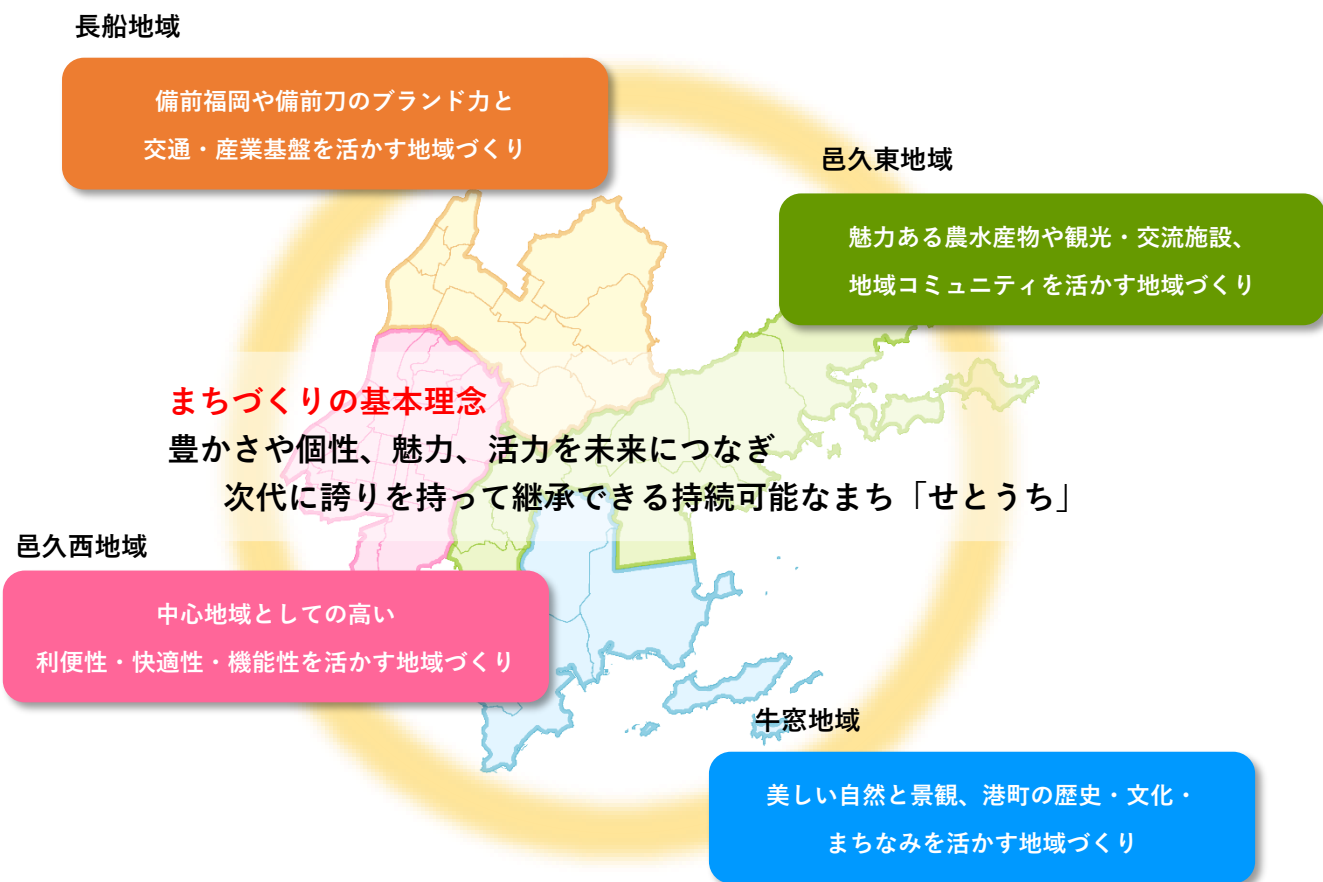 長船地域
備前福岡や備前刀のブランド力と
交通・産業基盤を活かす地域づくり
邑久東地域
魅力ある農水産物や観光・交流施設、
地域コミュニティを活かす地域づくり
まちづくりの基本理念
豊かさや個性、魅力、活力を未来につなぎ
次代に誇りを持って継承できる持続可能なまち「せとうち」
邑久西地域
中心地域としての高い
利便性・快適性・機能性を活かす地域づくり
牛窓地域
美しい自然と景観、港町の歴史・文化・
まちなみを活かす地域づくり